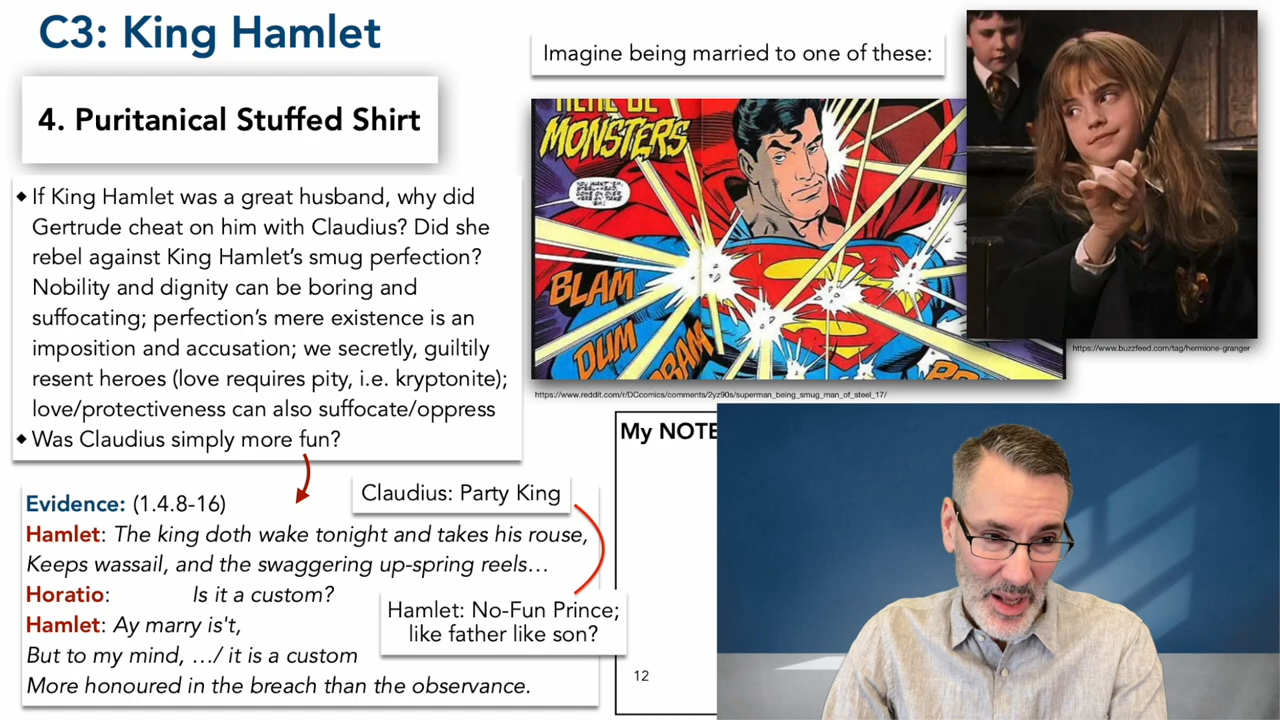 C3: King Hamlet
4. Puritanical Stuffed Shirt
◆ If King Hamlet was a great husband, why did
Gertrude cheat on him with Claudius? Did she
rebel against King Hamlet's smug perfection?
Nobility and dignity can be boring and
suffocating; perfection's mere existence is an
imposition and accusation; we secretly, guiltily
resent heroes (love requires pity, i.e. kryptonite);
love/protectiveness can also suffocate/oppress
◆ Was Claudius simply more fun?
Evidence: (1.4.8-16)
Hamlet: The king doth wake tonight and takes his rouse,
Keeps wassail, and the swaggering up-spring reels…
Horatio: Is it a custom?
Hamlet: Ay marry is't,
But to my mind, …/ it is a custom
More honoured in the breach than the observance.
Claudius: Party King
Hamlet: No-Fun Prince;
like father like son?
Imagine being married to one of these:
HERE BE
MONSTERS
BLAM
DUM
https://www.reddit.com/r/DCcomics/comments/2yz90s/superman_being_smug_man_of_steel_17/
https://www.buzzfeed.com/tag/hermione-granger
My NOTE
12